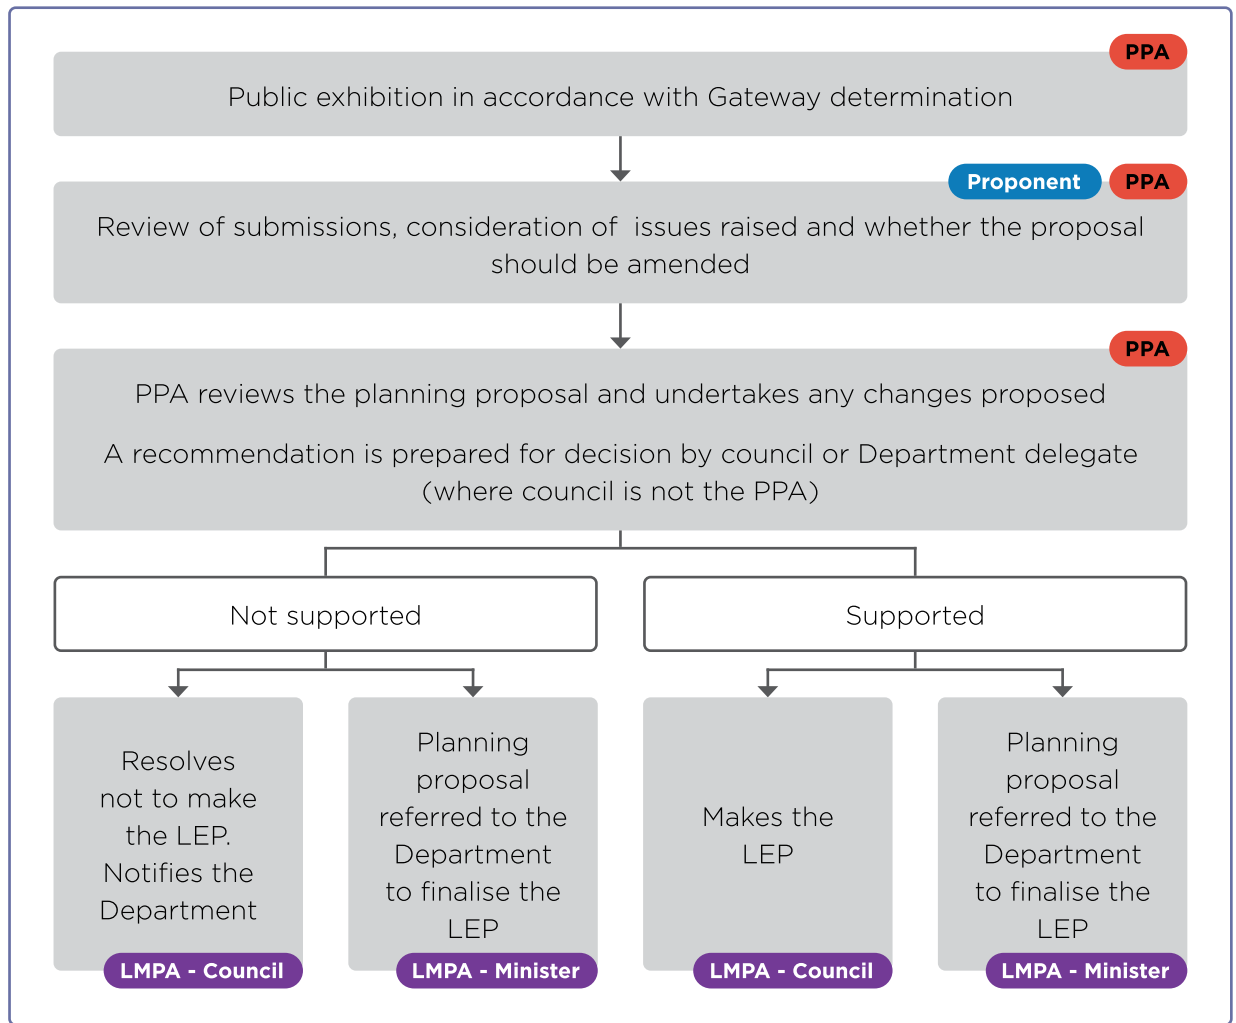 PPA
Public exhibition in accordance with Gateway determination
Proponent
PPA
Review of submissions, consideration of issues raised and whether the proposal
should be amended
PPA
PPA reviews the planning proposal and undertakes any changes proposed
A recommendation is prepared for decision by council or Department delegate
(where council is not the PPA)
Not supported
Supported
Resolves
not to make
the LEP.
Notifies the
Department
LMPA - Council
Planning
proposal
referred to the
Department
to finalise the
LEP
LMPA - Minister
Makes the
LEP
LMPA - Council
Planning
proposal
referred to the
Department
to finalise the
LEP
LMPA - Minister